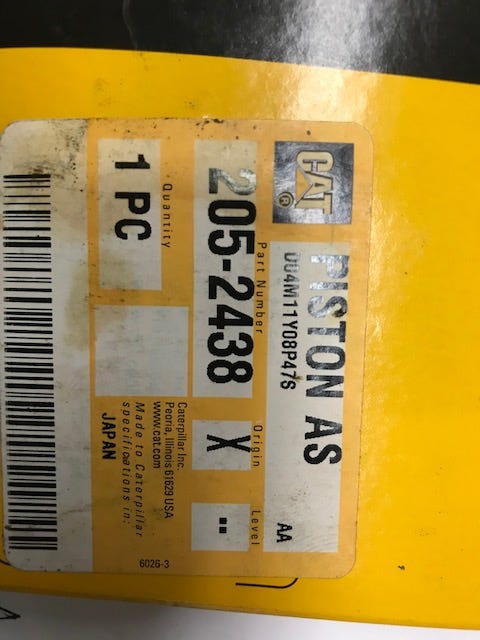 CAT®
PISTON AS
D04M11Y08P47S AA
Part Number Origin Level
205-2438 X --
Quantity
1 PC
Caterpillar Inc.
Peoria, Illinois 61629 USA
www.cat.com
Made to Caterpillar
specifications in:
JAPAN
6026-3